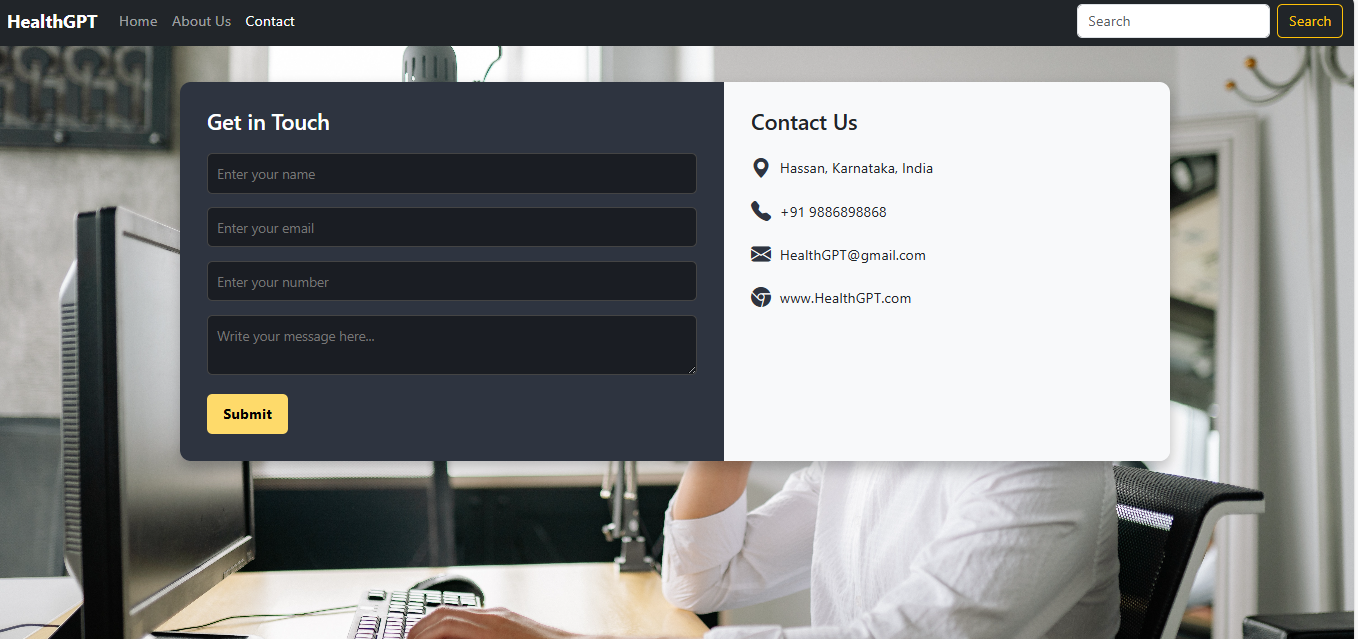 HealthGPT Home About Us Contact Search Search
Get in Touch
Enter your name
Enter your email
Enter your number
Write your message here...
Submit
Contact Us
Hassan, Karnataka, India
+91 9886898868
HealthGPT@gmail.com
www.HealthGPT.com